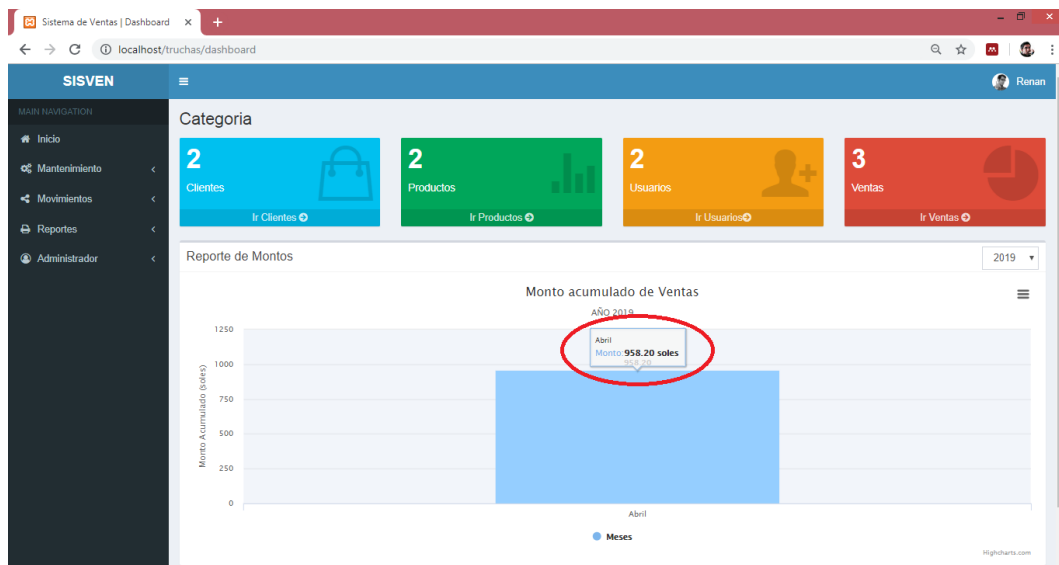 Sistema de Ventas | Dashboard
localhost/truchas/dashboard
SISVEN
Renan
MAIN NAVIGATION
Inicio
Mantenimiento
Movimientos
Reportes
Administrador
Categoria
2
Clientes
Ir Clientes
2
Productos
Ir Productos
2
Usuarios
Ir Usuarios
3
Ventas
Ir Ventas
Reporte de Montos
2019
Monto acumulado de Ventas
AÑO 2019
Abril
Monto: 958.20 soles
958.20
Monto Acumulado (soles)
1250
1000
750
500
250
0
Abril
Meses
Highcharts.com